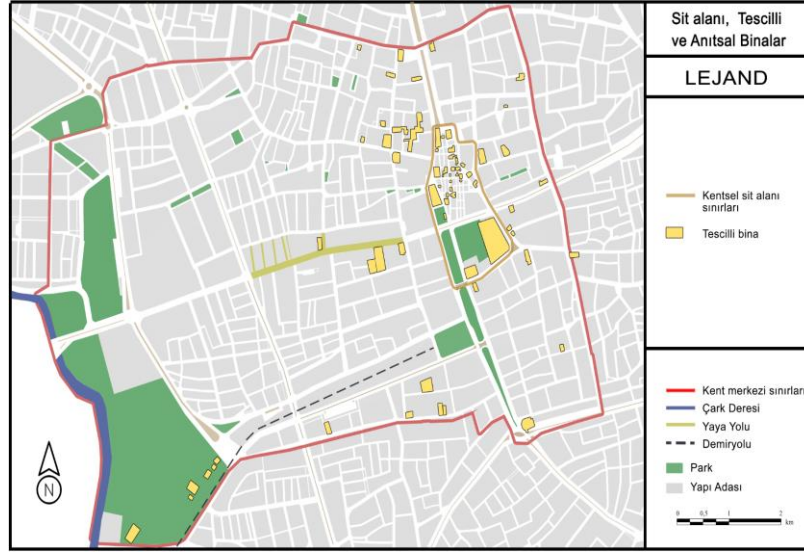 Sit alanı, Tescilli
ve Anıtsal Binalar
LEJAND
Kentsel sit alanı
sınırları
Tescilli bina
Kent merkezi sınırları
Çark Deresi
Yaya Yolu
Demiryolu
Park
Yapı Adası
0 0,5 1 2
km
N